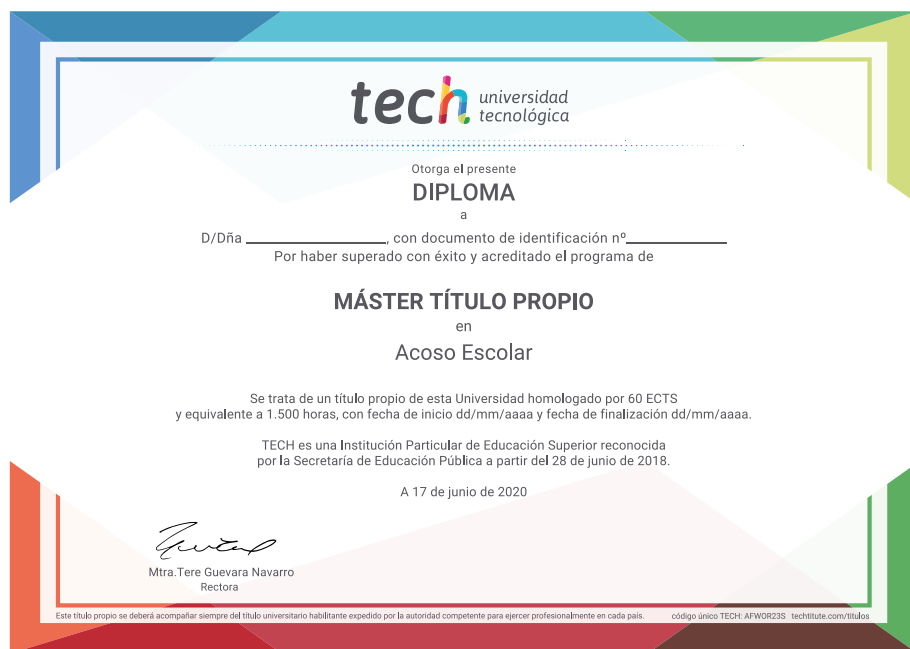 tech universidad
tecnológica
Otorga el presente
DIPLOMA
a
D/Dña ______________, con documento de identificación nº__________
Por haber superado con éxito y acreditado el programa de
MÁSTER TÍTULO PROPIO
en
Acoso Escolar
Se trata de un título propio de esta Universidad homologado por 60 ECTS
y equivalente a 1.500 horas, con fecha de inicio dd/mm/aaaa y fecha de finalización dd/mm/aaaa.
TECH es una Institución Particular de Educación Superior reconocida
por la Secretaría de Educación Pública a partir del 28 de junio de 2018.
A 17 de junio de 2020
Mtra.Tere Guevara Navarro
Rectora
Este título propio se deberá acompañar siempre del título universitario habilitante expedido por la autoridad competente para ejercer profesionalmente en cada país. código único TECH: AFWOR23S techtitute.com/titulos